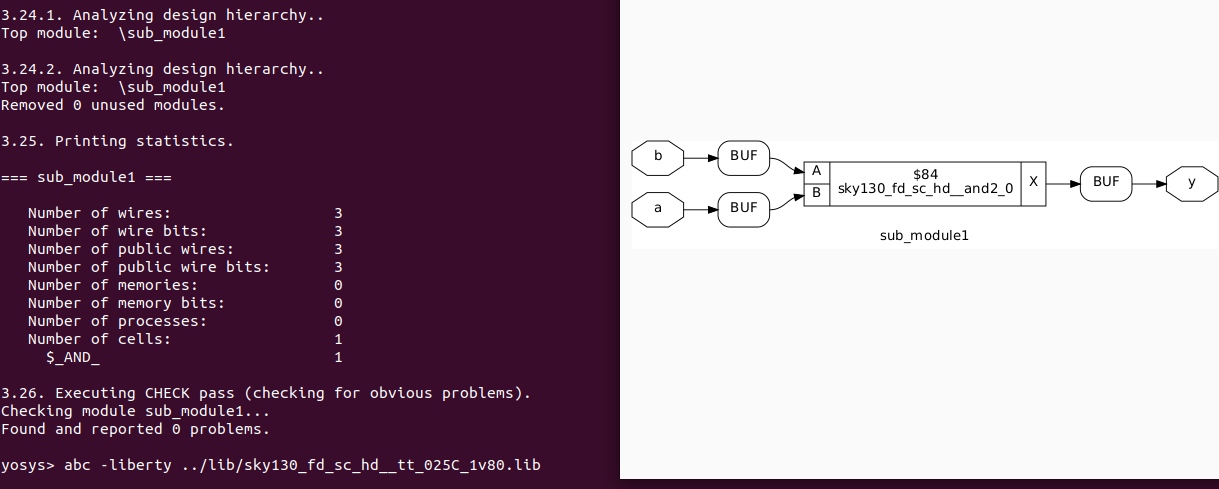 3.24.1. Analyzing design hierarchy..
Top module:  \sub_module1
3.24.2. Analyzing design hierarchy..
Top module:  \sub_module1
Removed 0 unused modules.
3.25. Printing statistics.
=== sub_module1 ===
Number of wires: 3
Number of wire bits: 3
Number of public wires: 3
Number of public wire bits: 3
Number of memories: 0
Number of memory bits: 0
Number of processes: 0
Number of cells: 1
$_AND_ 1
3.26. Executing CHECK pass (checking for obvious problems).
Checking module sub_module1...
Found and reported 0 problems.
yosys> abc -liberty ../lib/sky130_fd_sc_hd__tt_025C_1v80.lib
b
BUF
a
BUF
A
B
$84
sky130_fd_sc_hd__and2_0
X
BUF
y
sub_module1